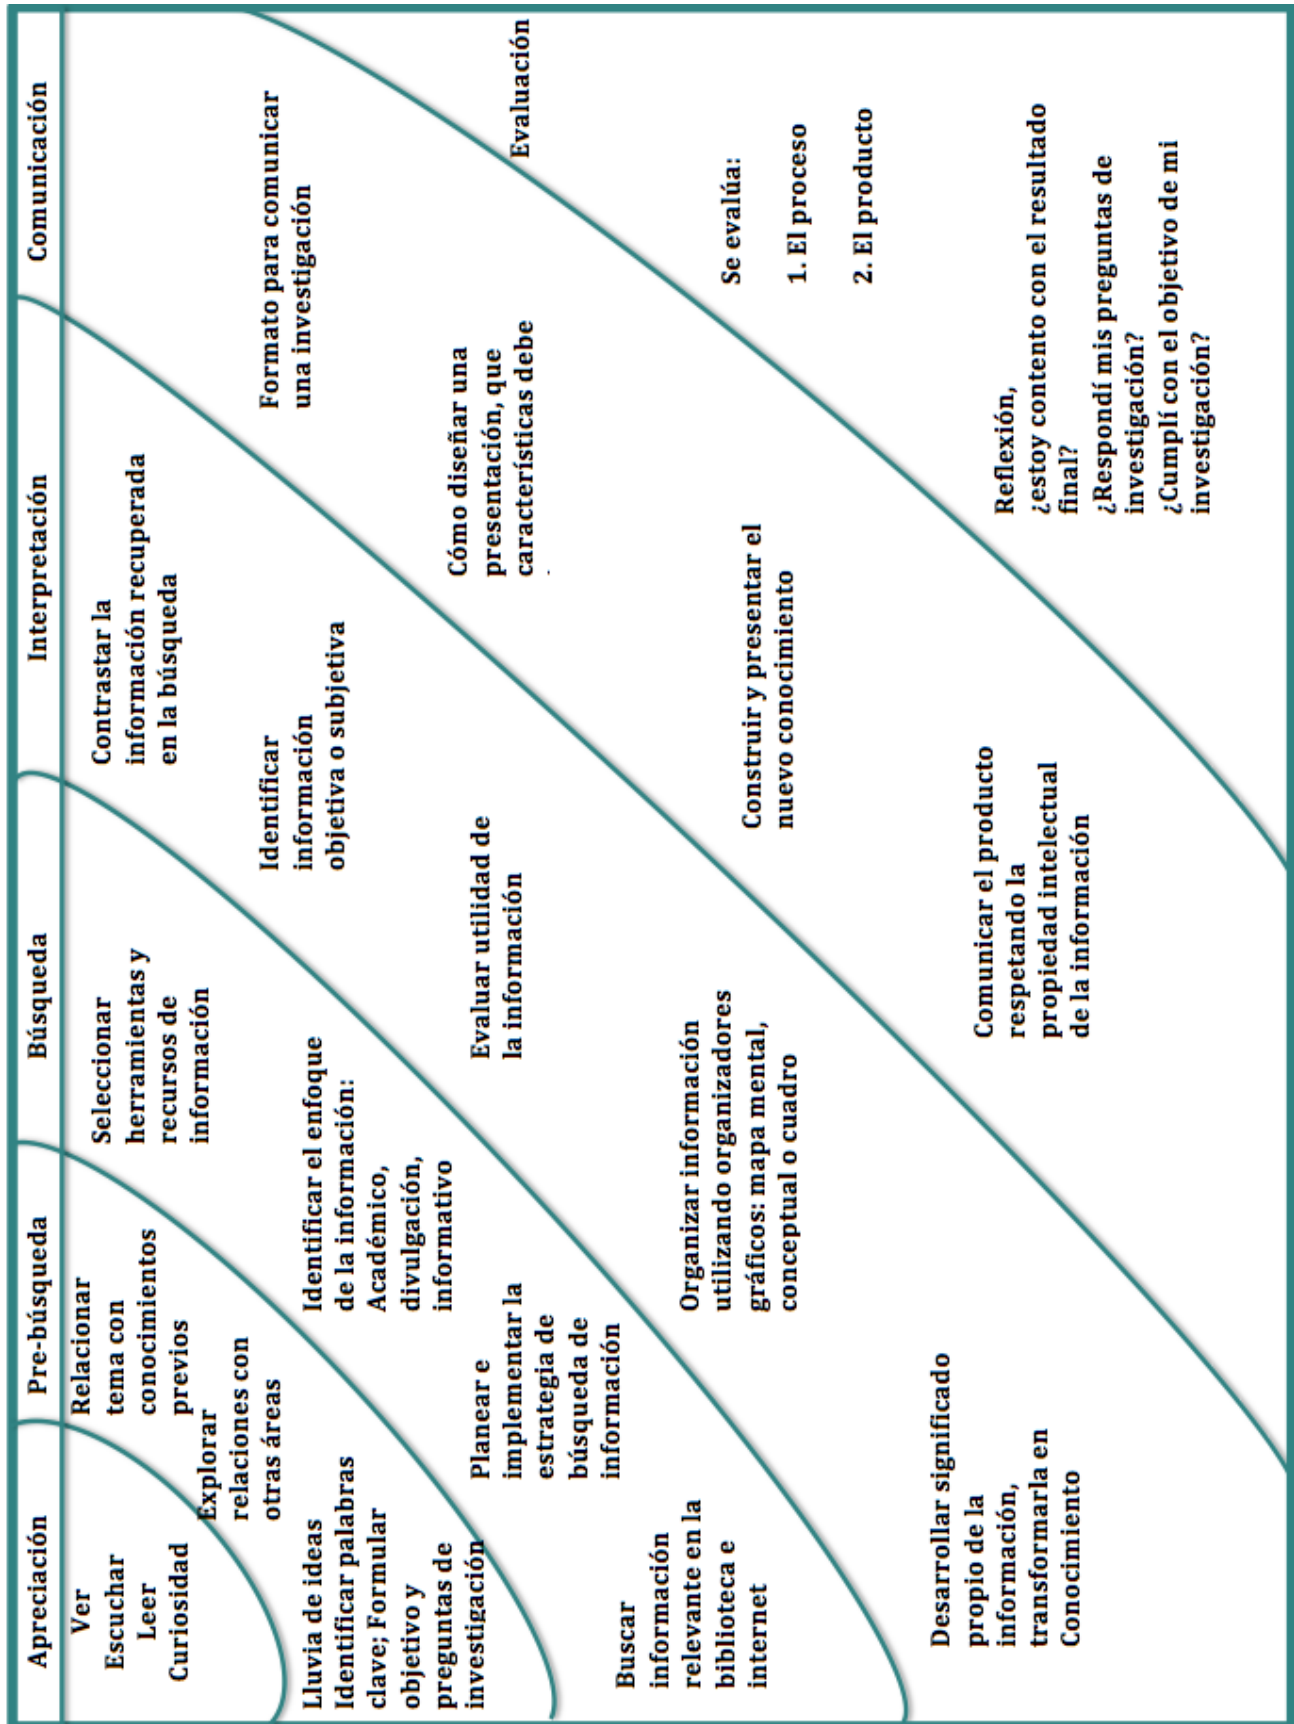 Apreciación
Pre-búsqueda
Búsqueda
Interpretación
Comunicación
Ver
Escuchar
Leer
Curiosidad
Relacionar
tema con
conocimientos
previos
Explorar
relaciones con
otras áreas
Lluvia de ideas
Identificar palabras
clave; Formular
objetivo y
preguntas de
investigación
Seleccionar
herramientas y
recursos de
información
Identificar el enfoque
de la información:
Académico,
divulgación,
informativo
Planear e
implementar la
estrategia de
búsqueda de
información
Buscar
información
relevante en la
biblioteca e
internet
Contrastar la
información recuperada
en la búsqueda
Identificar
información
objetiva o subjetiva
Evaluar utilidad de
la información
Organizar información
utilizando organizadores
gráficos: mapa mental,
conceptual o cuadro
Desarrollar significado
propio de la
información,
transformarla en
Conocimiento
Formato para comunicar
una investigación
Cómo diseñar una
presentación, que
características debe
Construir y presentar el
nuevo conocimiento
Comunicar el producto
respetando la
propiedad intelectual
de la información
Evaluación
Se evalúa:
1. El proceso
2. El producto
Reflexión,
¿estoy contento con el resultado
final?
¿Respondí mis preguntas de
investigación?
¿Cumplí con el objetivo de mi
investigación?